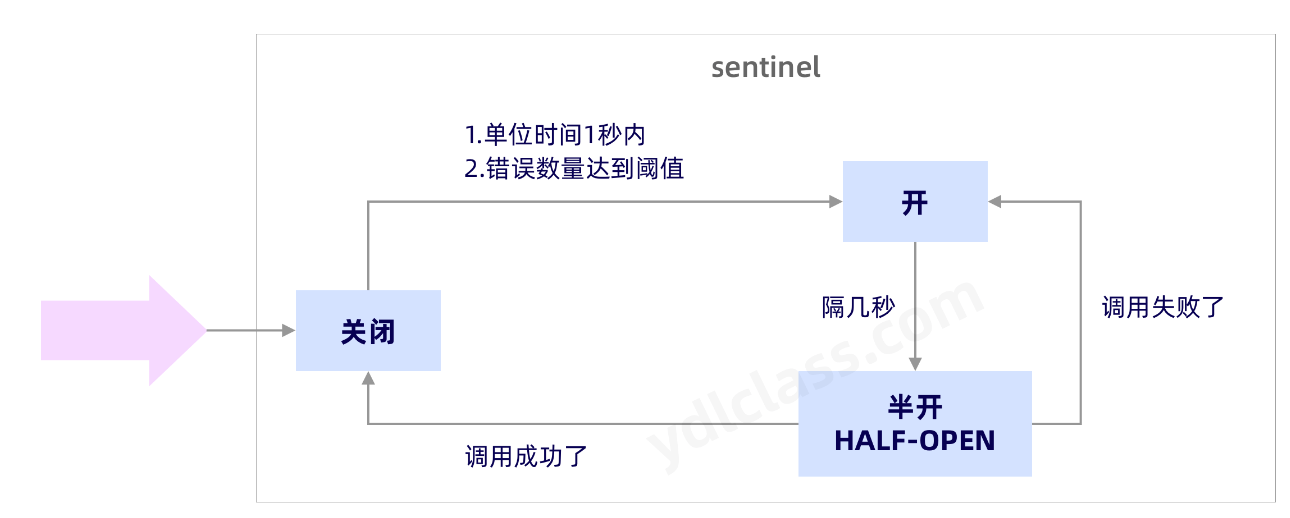 sentinel
1.单位时间1秒内
2.错误数量达到阈值
开
关闭
隔几秒
调用失败了
半开
HALF-OPEN
调用成功了
ydlclass.com